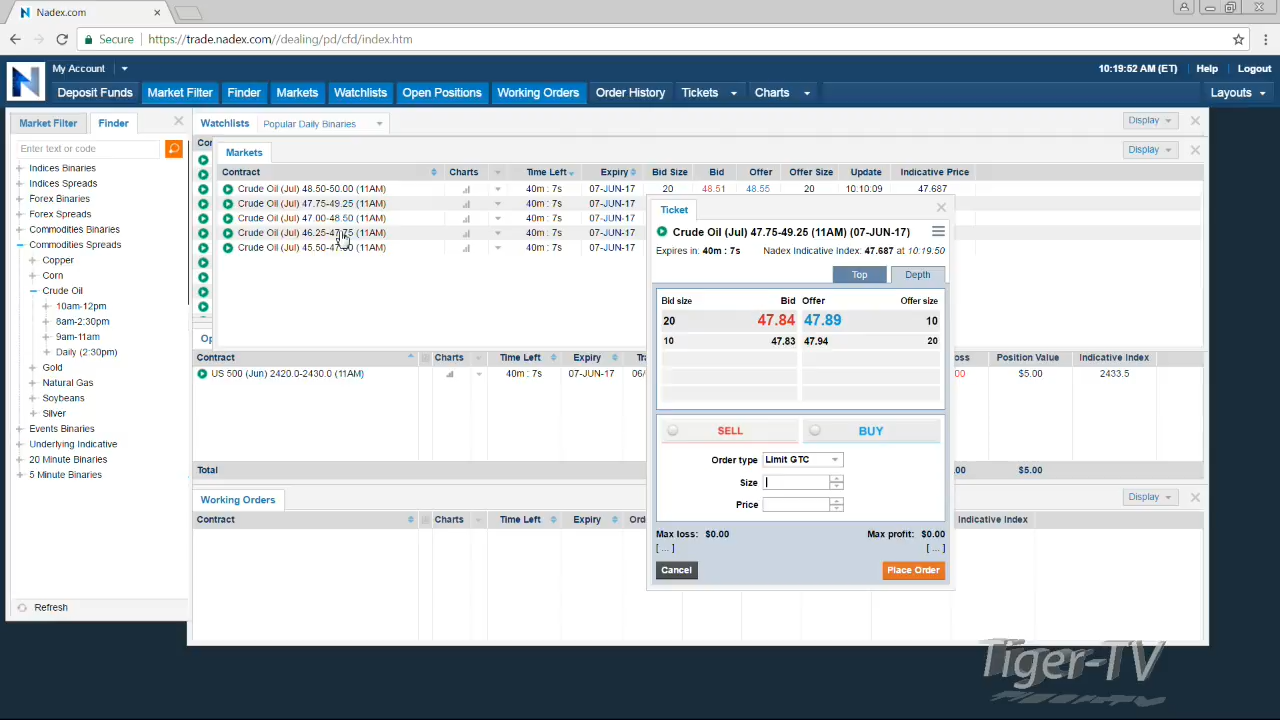 Nadex.com
Secure https://trade.nadex.com//dealing/pd/cfd/index.htm
My Account
10:19:52 AM (ET) Help Logout
Deposit Funds Market Filter Finder Markets Watchlists Open Positions Working Orders Order History Tickets Charts Layouts
Market Filter Finder
Enter text or code
Indices Binaries
Indices Spreads
Forex Binaries
Forex Spreads
Commodities Binaries
Commodities Spreads
Copper
Corn
Crude Oil
10am-12pm
8am-2:30pm
9am-11am
Daily (2:30pm)
Gold
Natural Gas
Soybeans
Silver
Events Binaries
Underlying Indicative
20 Minute Binaries
5 Minute Binaries
Refresh
Watchlists Popular Daily Binaries Display
Markets Display
Contract Charts Time Left Expiry Bid Size Bid Offer Offer Size Update Indicative Price
Crude Oil (Jul) 48.50-50.00 (11AM) 40m : 7s 07-JUN-17 20 48.51 48.55 20 10.10.09 47.687
Crude Oil (Jul) 47.75-49.25 (11AM) 40m : 7s 07-JUN-17
Crude Oil (Jul) 47.00-48.50 (11AM) 40m : 7s 07-JUN-17
Crude Oil (Jul) 46.25-47.75 (11AM) 40m : 7s 07-JUN-17
Crude Oil (Jul) 45.50-47.00 (11AM) 40m : 7s 07-JUN-17
Contract Charts Time Left Expiry Position Value Indicative Index
US 500 (Jun) 2420.0-2430.0 (11AM) 40m : 7s 07-JUN-17 $5.00 2433.5
Total $5.00
Working Orders Display
Contract Charts Time Left Expiry Indicative Index
Ticket
Crude Oil (Jul) 47.75-49.25 (11AM) (07-JUN-17)
Expires in: 40m : 7s Nadex Indicative Index: 47.687 at 10:19:50
Top Depth
Bid size Bid Offer Offer size
20 47.84 47.89 10
10 47.83 47.94 20
SELL BUY
Order type Limit GTC
Size
Price
Max loss: $0.00 Max profit: $0.00
[ ... ] [ ... ]
Cancel Place Order
Tiger-TV